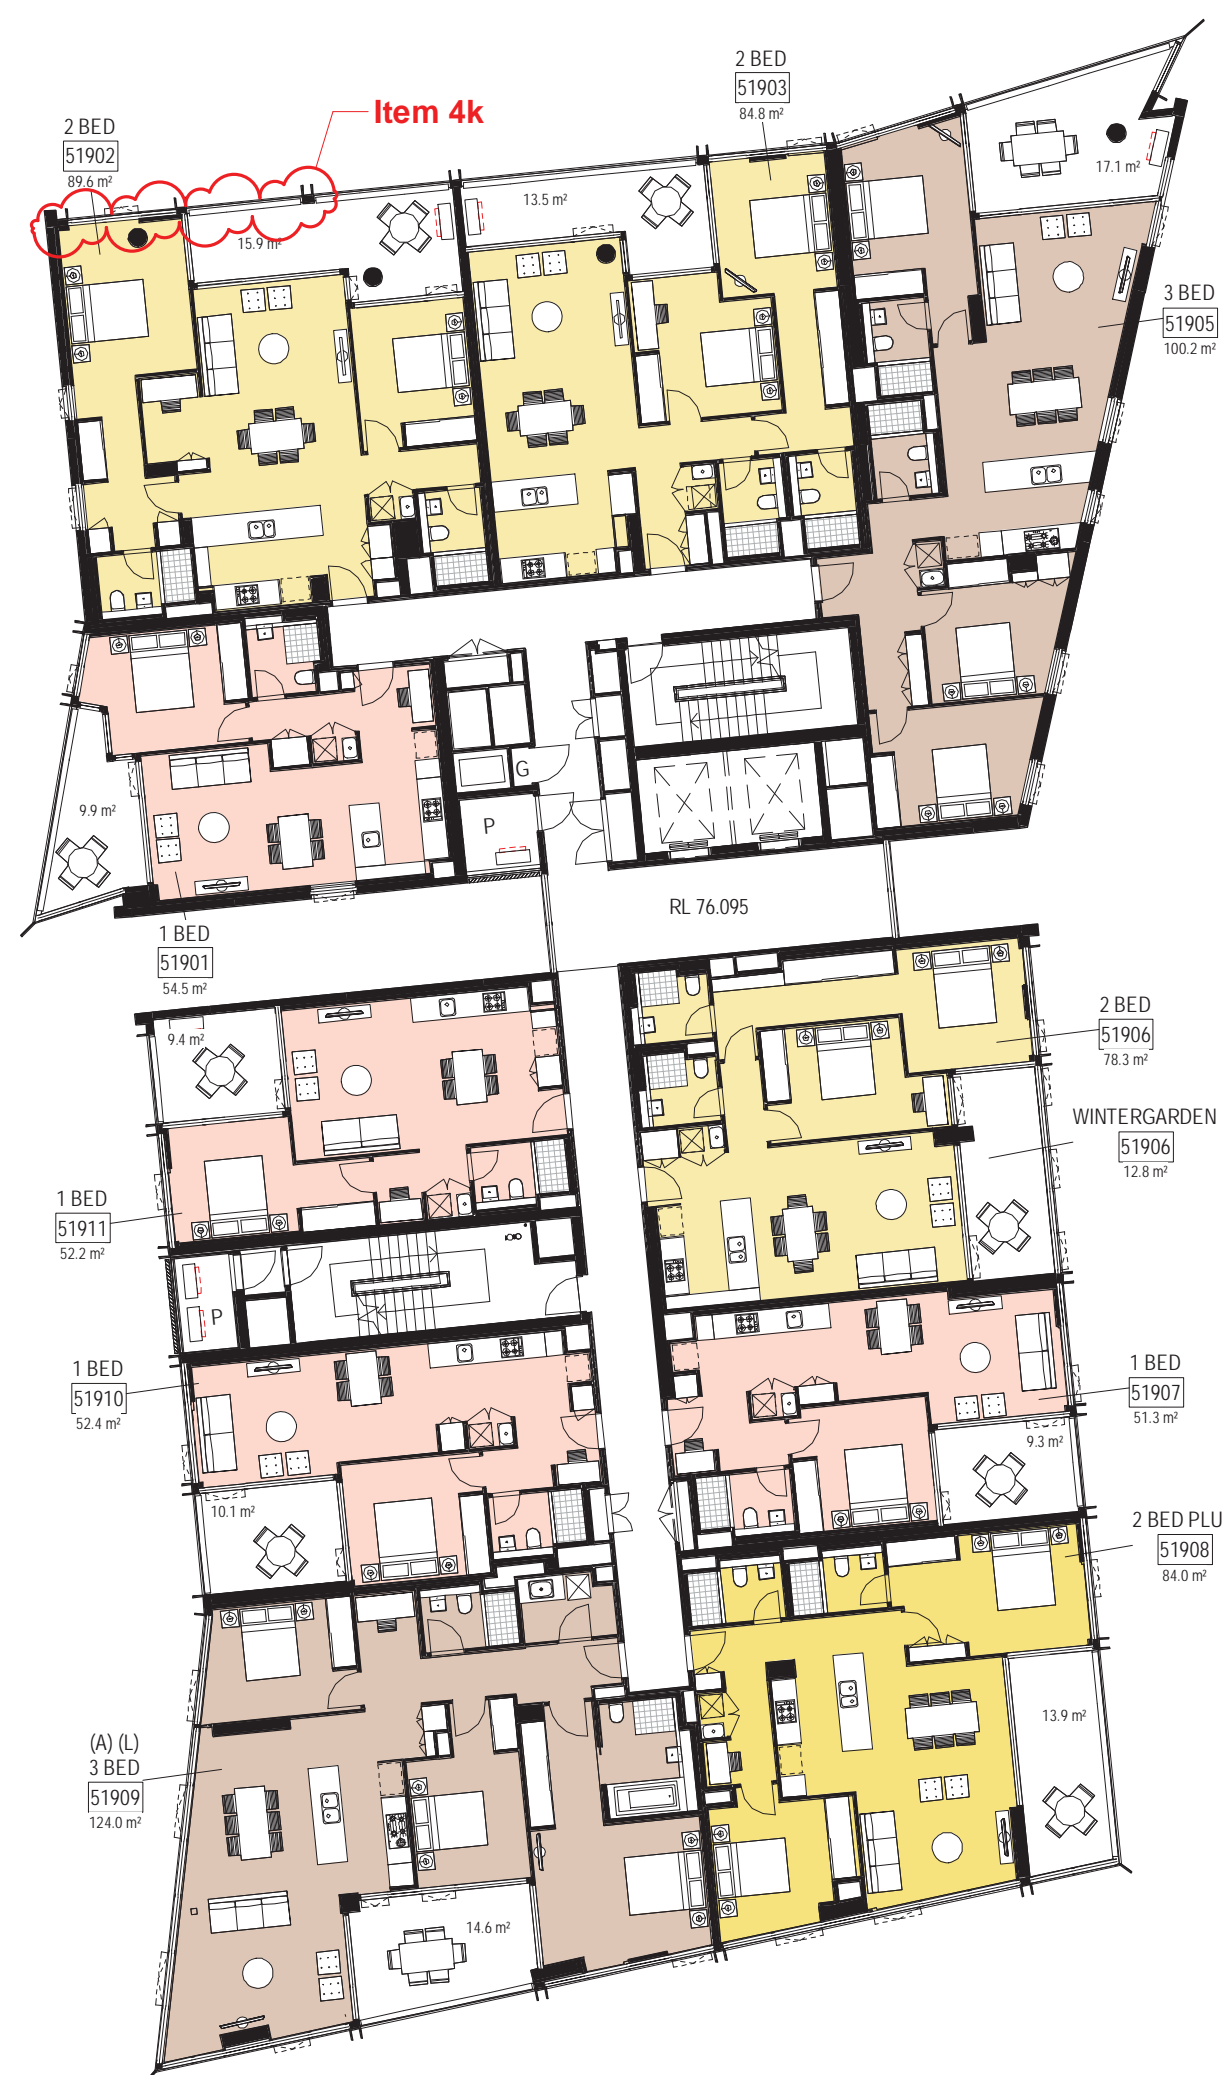 2 BED
51903
84.8 m²
Item 4k
2 BED
51902
89.6 m²
17.1 m²
13.5 m²
15.9 m²
3 BED
51905
100.2 m²
G
9.9 m²
P
RL 76.095
1 BED
51901
54.5 m²
2 BED
51906
78.3 m²
9.4 m²
WINTERGARDEN
51906
12.8 m²
1 BED
51911
52.2 m²
P
1 BED
51910
52.4 m²
1 BED
51907
51.3 m²
9.3 m²
10.1 m²
2 BED PLU
51908
84.0 m²
13.9 m²
(A) (L)
3 BED
51909
124.0 m²
14.6 m²